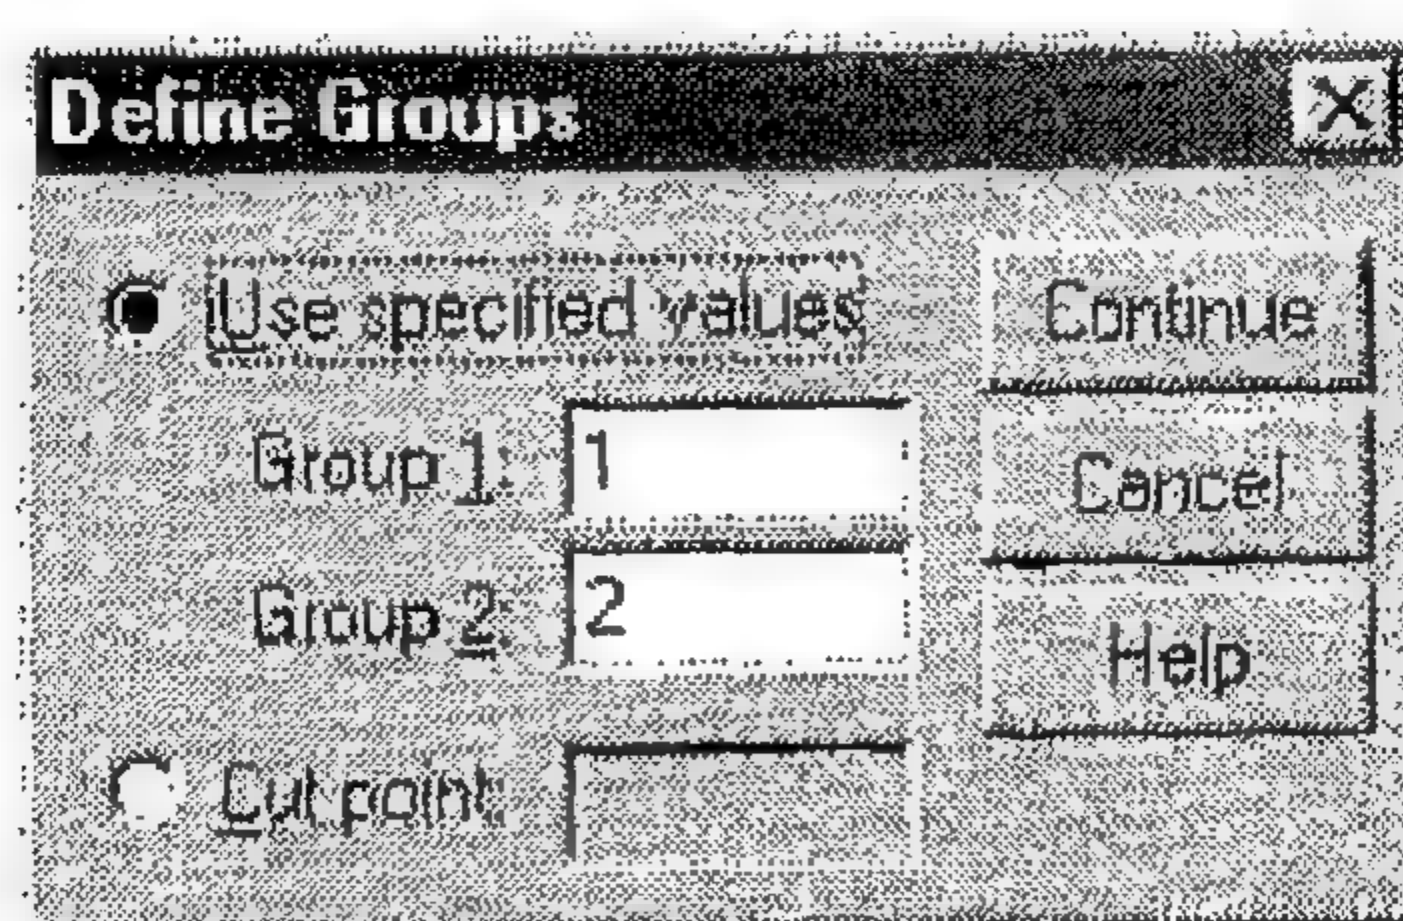 Define Groups
Use specified values
Group 1: 1
Group 2: 2
Cut point:
Continue
Cancel
Help